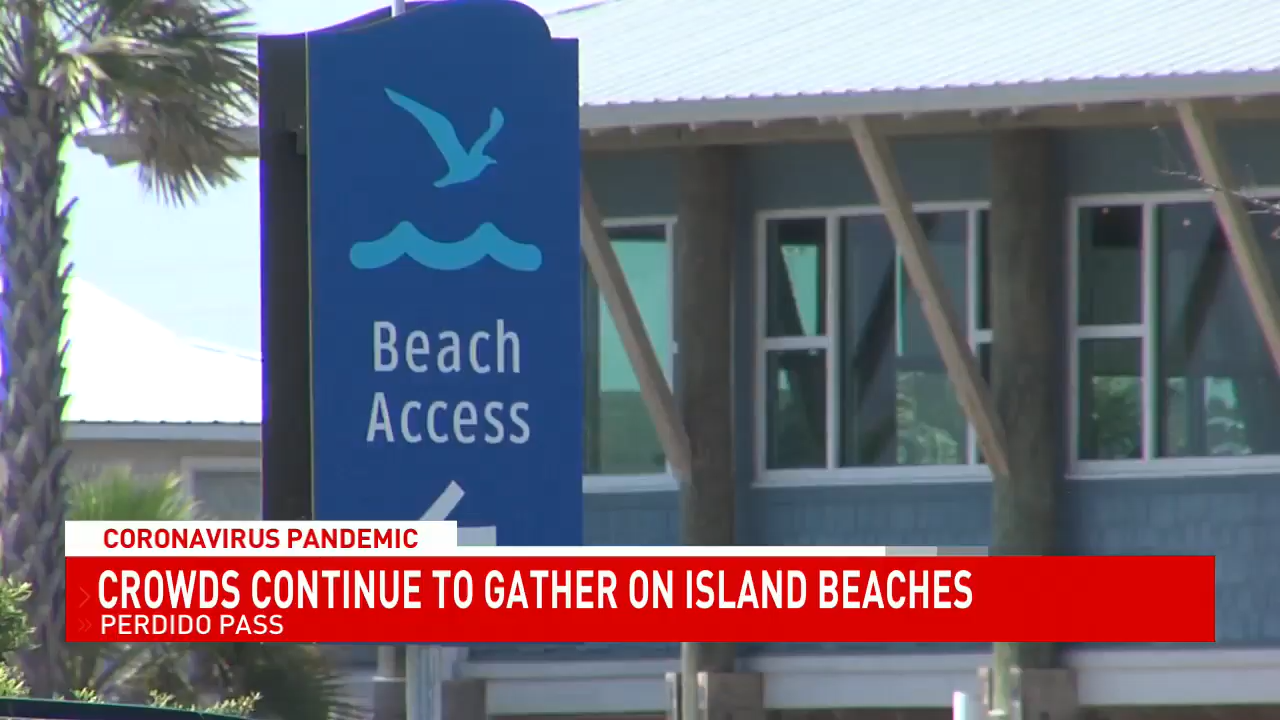 Beach
Access
CORONAVIRUS PANDEMIC
CROWDS CONTINUE TO GATHER ON ISLAND BEACHES
PERDIDO PASS